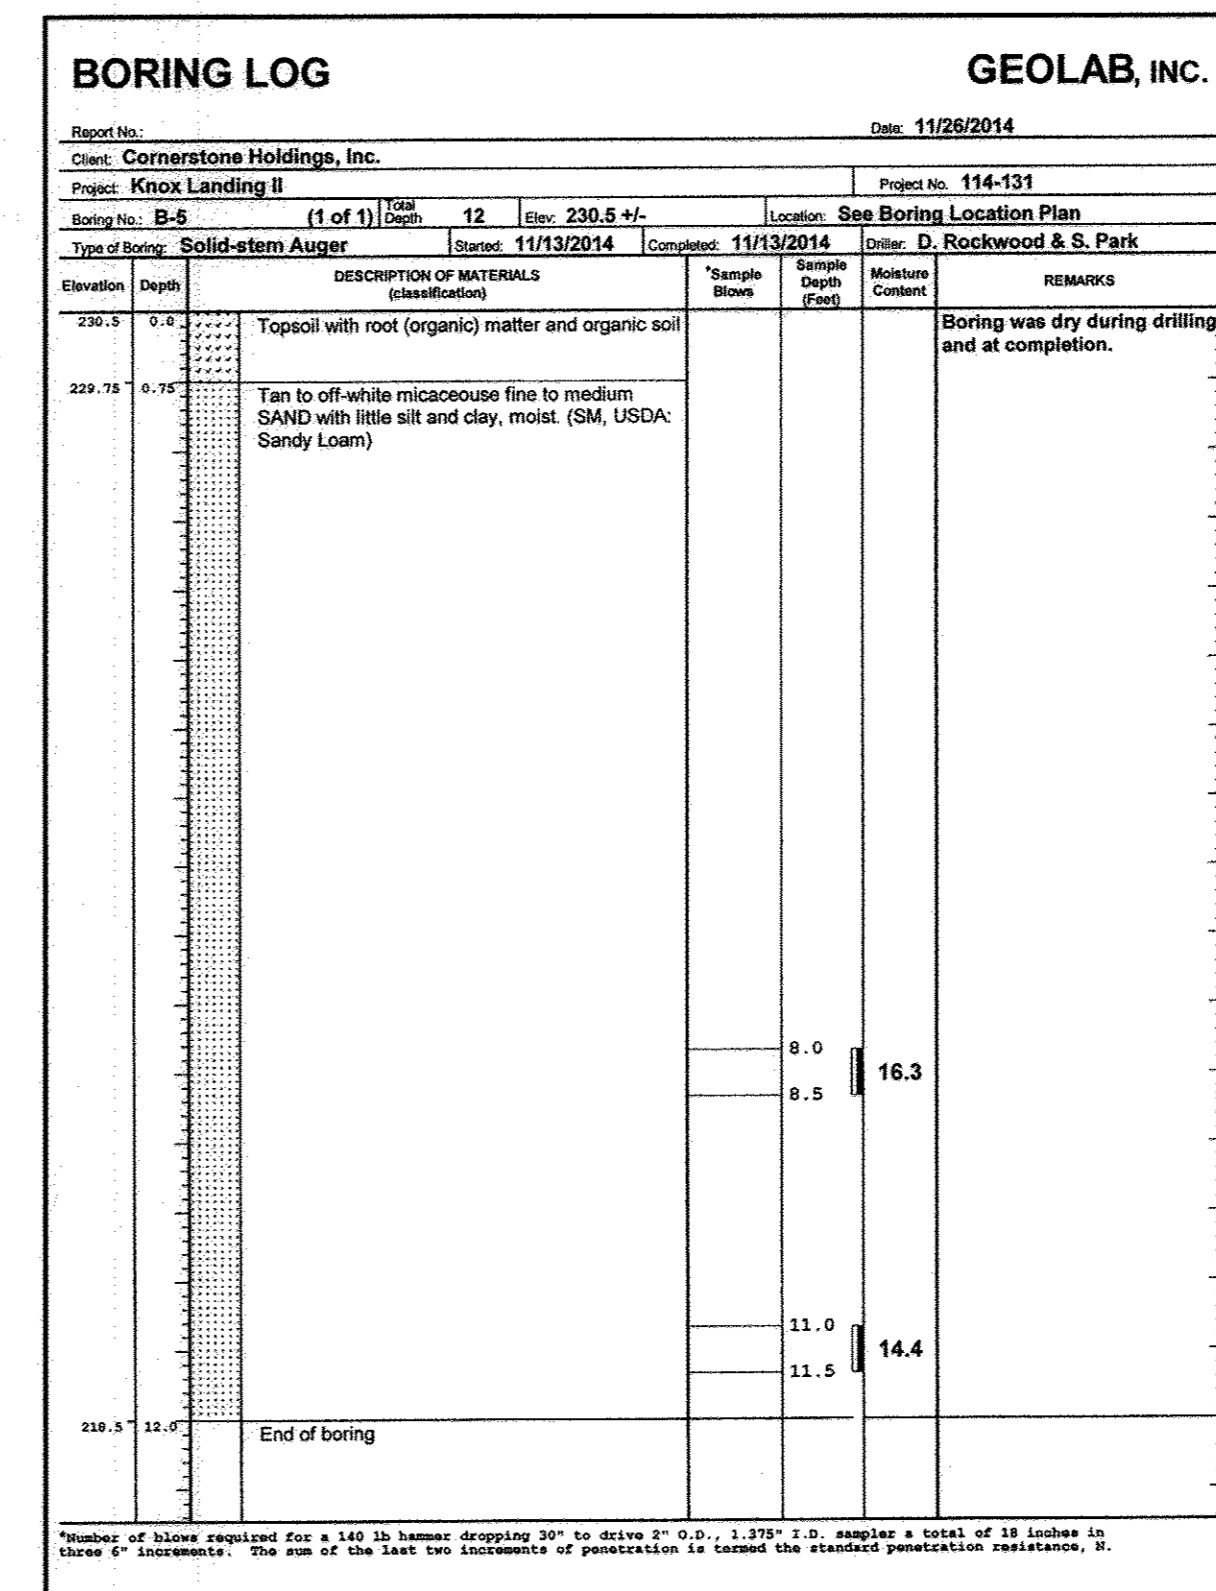 BORING LOG
GEOLAB, INC.
Report No.:
Date: 11/26/2014
Client: Cornerstone Holdings, Inc.
Project: Knox Landing II
Project No. 114-131
Boring No.: B-5 (1 of 1) Total Depth 12 Elev: 230.5 +/- Location: See Boring Location Plan
Type of Boring: Solid-stem Auger Started: 11/13/2014 Completed: 11/13/2014 Driller: D. Rockwood & S. Park
Elevation Depth DESCRIPTION OF MATERIALS (classification) *Sample Blows Sample Depth (Feet) Moisture Content REMARKS
230.5 0.0 Topsoil with root (organic) matter and organic soil
Boring was dry during drilling
and at completion.
229.75 0.75 Tan to off-white micaceouse fine to medium
SAND with little silt and clay, moist. (SM, USDA:
Sandy Loam)
8.0
16.3
8.5
11.0
14.4
11.5
218.5 12.0 End of boring
*Number of blows required for a 140 lb hammer dropping 30" to drive 2" O.D., 1.375" I.D. sampler a total of 18 inches in
three 6" increments. The sum of the last two increments of penetration is termed the standard penetration resistance, N.